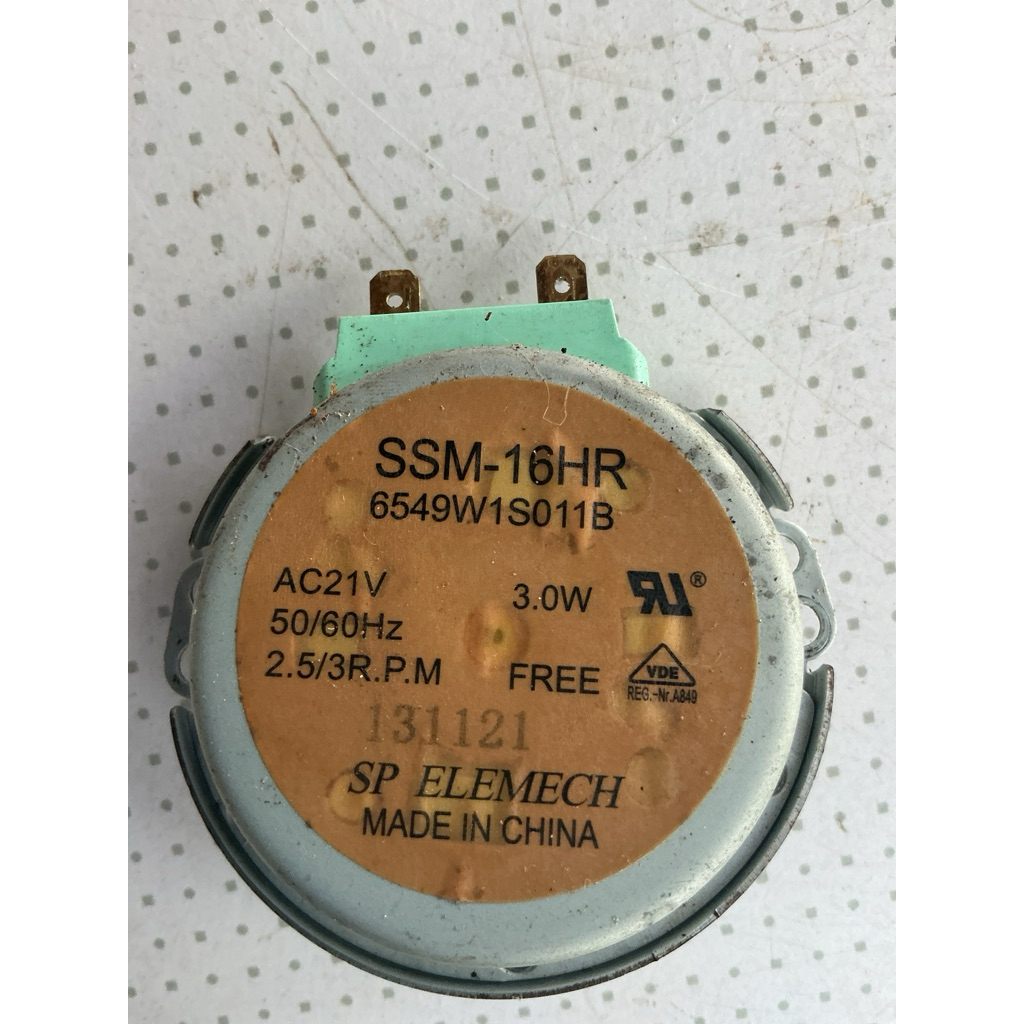 SSM-16HR
6549W1S011B
AC21V 3.0W RU®
50/60Hz
2.5/3R.P.M FREE VDE
REG.-Nr.A849
131121
SP ELEMECH
MADE IN CHINA